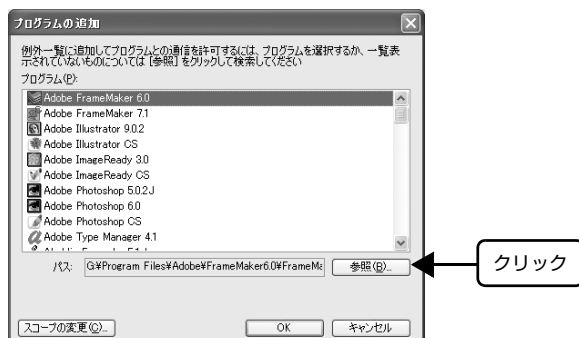 プログラムの追加
例外一覧に追加してプログラムとの通信を許可するには、プログラムを選択するか、一覧表
示されていないものについては [参照] をクリックして検索してください
プログラム(P):
Adobe FrameMaker 6.0
Adobe FrameMaker 7.1
Adobe Illustrator 9.0.2
Adobe Illustrator CS
Adobe ImageReady 3.0
Adobe ImageReady CS
Adobe Photoshop 5.0.2J
Adobe Photoshop 6.0
Adobe Photoshop CS
Adobe Type Manager 4.1
パス: G:¥Program Files¥Adobe¥FrameMaker6.0¥FrameMa
参照(B)...
クリック
スコープの変更(C)...
OK
キャンセル